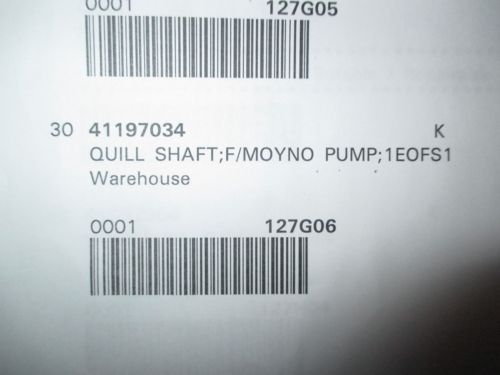 0001 127G05
30 41197034 K
QUILL SHAFT;F/MOYNO PUMP;1EOFS1
Warehouse
0001 127G06